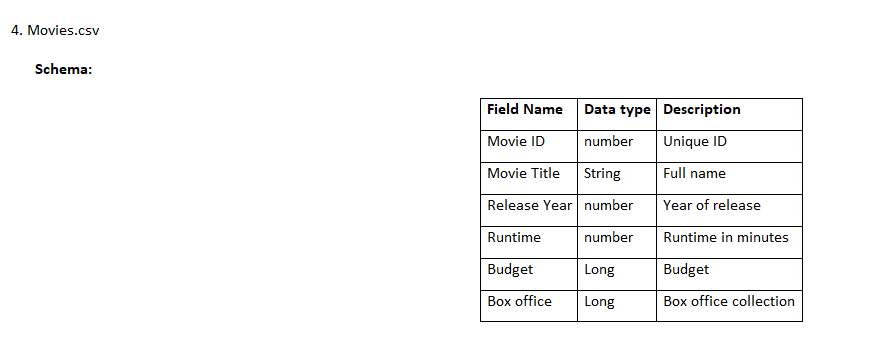 4. Movies.csv
Schema:
Field Name Data type Description
Movie ID number Unique ID
Movie Title String Full name
Release Year number Year of release
Runtime number Runtime in minutes
Budget Long Budget
Box office Long Box office collection